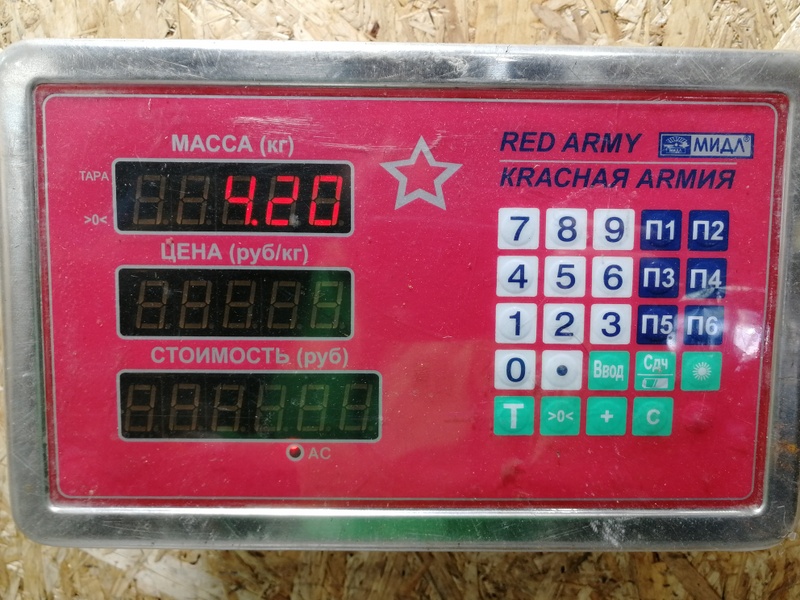 МАССА (кг)
ТАРА
4.20
>0<
ЦЕНА (руб/кг)
СТОИМОСТЬ (руб)
AC
RED ARMY МИДЛ®
КRАСНАЯ АRМИЯ
7 8 9 П1 П2
4 5 6 П3 П4
1 2 3 П5 П6
0 . Ввод Сдч
T >0< + C